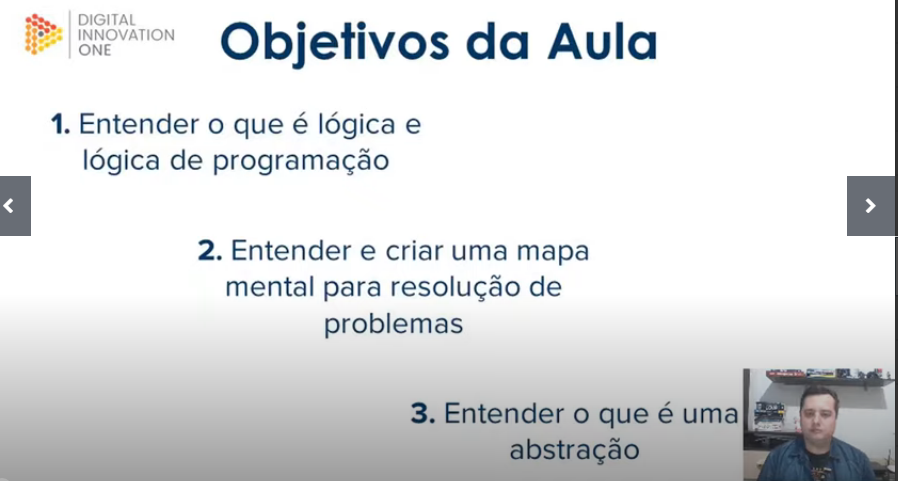 DIGITAL
INNOVATION
ONE
Objetivos da Aula
1. Entender o que é lógica e
lógica de programação
2. Entender e criar uma mapa
mental para resolução de
problemas
3. Entender o que é uma
abstração